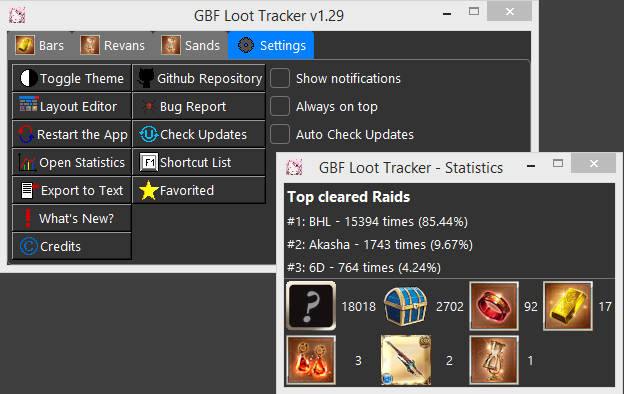 GBF Loot Tracker v1.29
Bars Revans Sands Settings
Toggle Theme Github Repository Show notifications
Layout Editor Bug Report Always on top
Restart the App Check Updates Auto Check Updates
Open Statistics F1 Shortcut List
Export to Text Favorited
What's New?
Credits
GBF Loot Tracker - Statistics
Top cleared Raids
#1: BHL - 15394 times (85.44%)
#2: Akasha - 1743 times (9.67%)
#3: 6D - 764 times (4.24%)
? 18018 2702 92 17
3 2 1